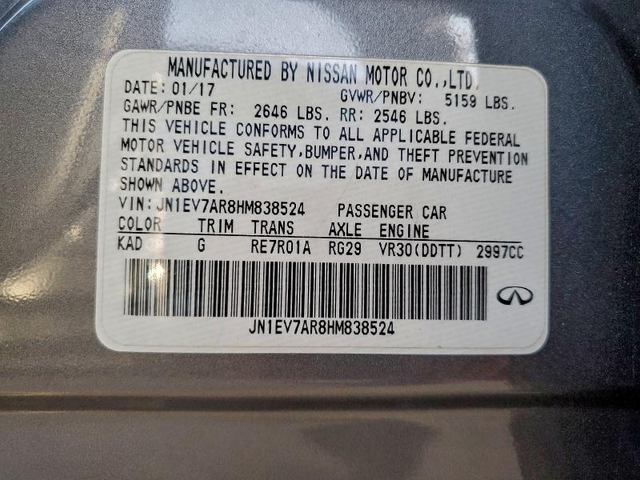 MANUFACTURED BY NISSAN MOTOR CO.,LTD.
DATE: 01/17 GVWR/PNBV: 5159 LBS.
GAWR/PNBE FR: 2646 LBS. RR: 2546 LBS.
THIS VEHICLE CONFORMS TO ALL APPLICABLE FEDERAL
MOTOR VEHICLE SAFETY,BUMPER,AND THEFT PREVENTION
STANDARDS IN EFFECT ON THE DATE OF MANUFACTURE
SHOWN ABOVE.
VIN:JN1EV7AR8HM838524 PASSENGER CAR
COLOR TRIM TRANS AXLE ENGINE
KAD G RE7R01A RG29 VR30(DDTT) 2997CC
JN1EV7AR8HM838524